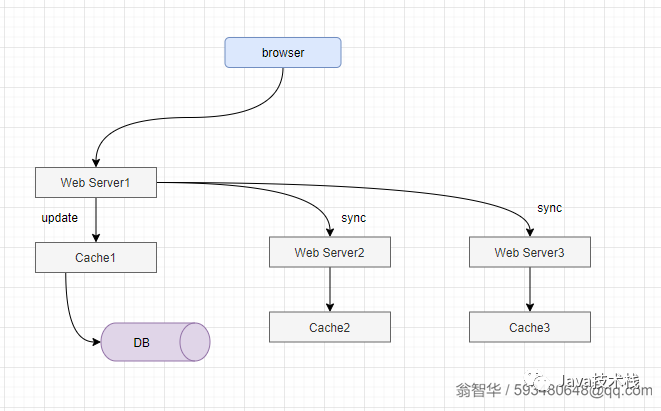 browser
Web Server1
update
sync
sync
Cache1
Web Server2
Web Server3
DB
Cache2
Cache3
Java技术栈
翁智华 / 593480648@qq.com